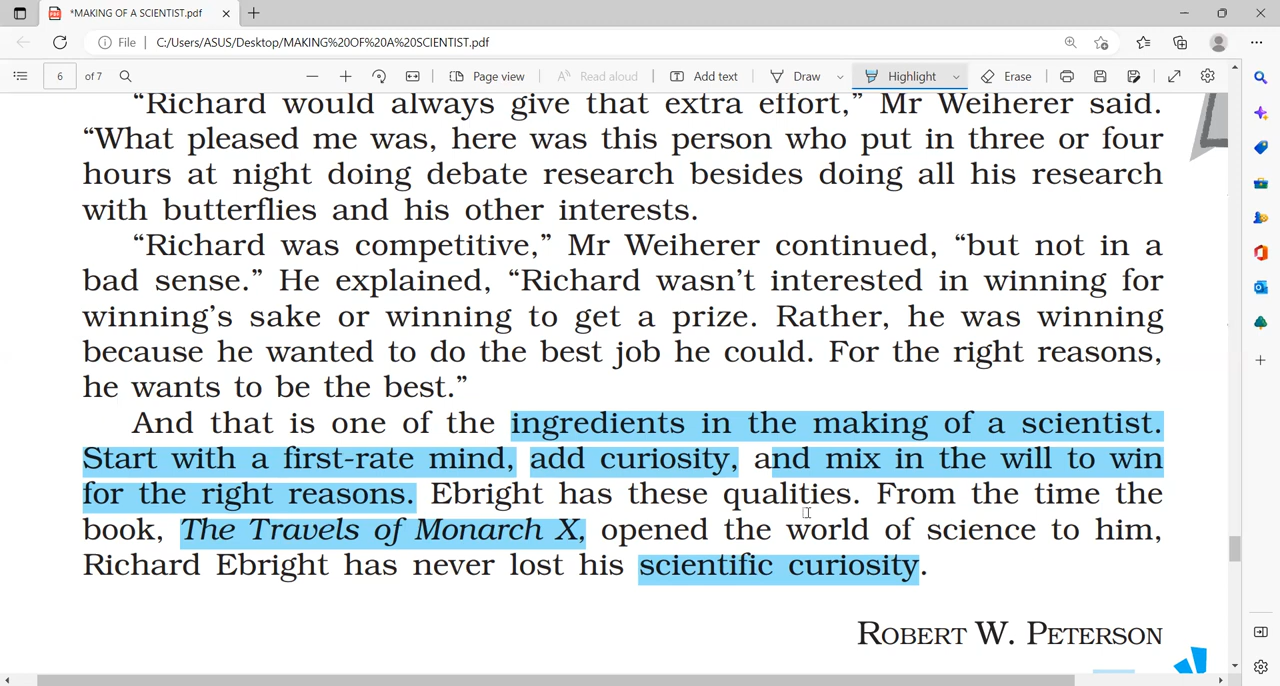 *MAKING OF A SCIENTIST.pdf
File C:/Users/ASUS/Desktop/MAKING%20OF%20A%20SCIENTIST.pdf
6 of 7 Page view Read aloud Add text Draw Highlight Erase
“Richard would always give that extra effort,” Mr Weiherer said.
“What pleased me was, here was this person who put in three or four
hours at night doing debate research besides doing all his research
with butterflies and his other interests.
“Richard was competitive,” Mr Weiherer continued, “but not in a
bad sense.” He explained, “Richard wasn’t interested in winning for
winning’s sake or winning to get a prize. Rather, he was winning
because he wanted to do the best job he could. For the right reasons,
he wants to be the best.”
And that is one of the ingredients in the making of a scientist.
Start with a first-rate mind, add curiosity, and mix in the will to win
for the right reasons. Ebright has these qualities. From the time the
book, The Travels of Monarch X, opened the world of science to him,
Richard Ebright has never lost his scientific curiosity.
ROBERT W. PETERSON